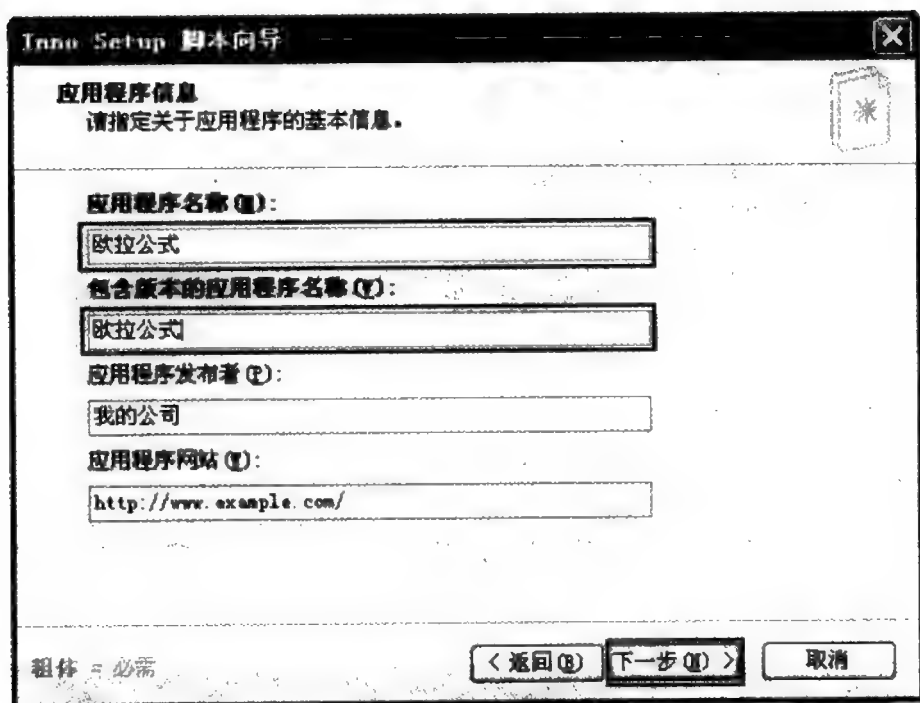 Inno Setup 脚本向导
应用程序信息
请指定关于应用程序的基本信息。
应用程序名称(N):
欧拉公式
包含版本的应用程序名称(V):
欧拉公式
应用程序发布者(P):
我的公司
应用程序网站(W):
http://www.example.com/
粗体 = 必需
< 返回(B)
下一步(N) >
取消